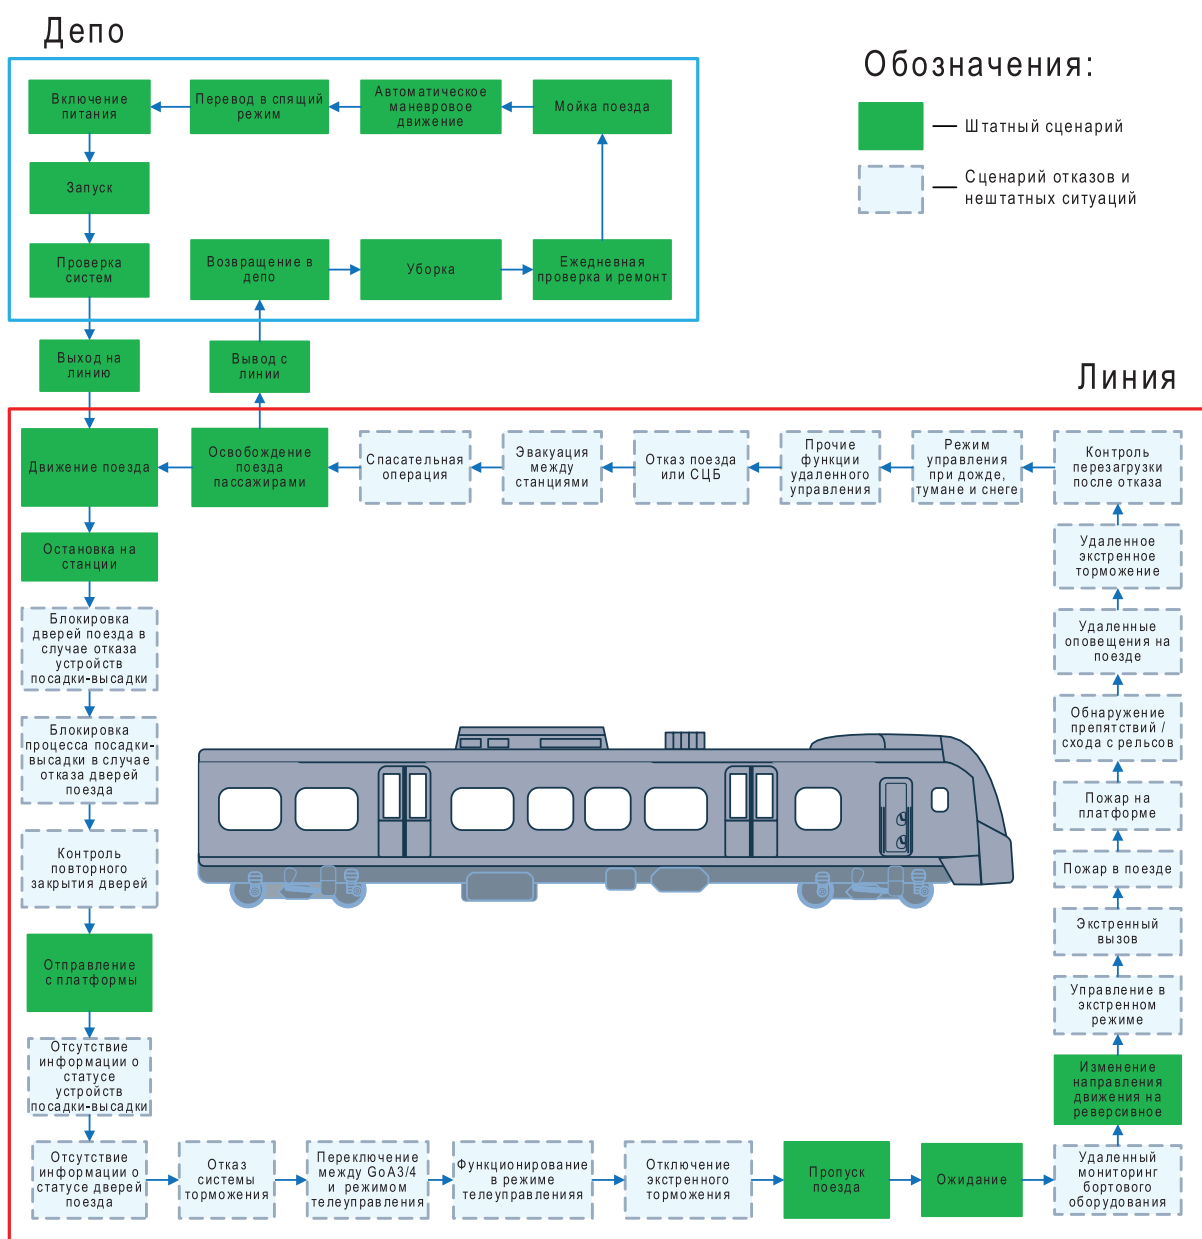 Депо
Обозначения:
Включение
питания
Перевод в спящий
режим
Автоматическое
маневровое
движение
Мойка поезда
— Штатный сценарий
— Сценарий отказов и
нештатных ситуаций
Запуск
Проверка
систем
Возвращение в
депо
Уборка
Ежедневная
проверка и ремонт
Выход на
линию
Вывод с
линии
Линия
Движение поезда
Освобождение
поезда
пассажирами
Спасательная
операция
Эвакуация
между
станциями
Отказ поезда
или СЦБ
Прочие
функции
удаленного
управления
Режим
управления
при дожде,
тумане и снеге
Контроль
перезагрузки
после отказа
Остановка на
станции
Блокировка
дверей поезда в
случае отказа
устройств
посадки-высадки
Блокировка
процесса посадки-
высадки в случае
отказа дверей
поезда
Контроль
повторного
закрытия дверей
Отправление
с платформы
Отсутствие
информации о
статусе
устройств
посадки-высадки
Отсутствие
информации о
статусе дверей
поезда
Отказ
системы
торможения
Переключение
между GoA3/4
и режимом
телеуправления
Функционирование
в режиме
телеуправленияя
Отключение
экстренного
торможения
Пропуск
поезда
Ожидание
Удаленный
мониторинг
бортового
оборудования
Изменение
направления
движения на
реверсивное
Управление в
экстренном
режиме
Экстренный
вызов
Пожар в поезде
Пожар на
платформе
Обнаружение
препятствий /
схода с рельсов
Удаленные
оповещения на
поезде
Удаленное
экстренное
торможение